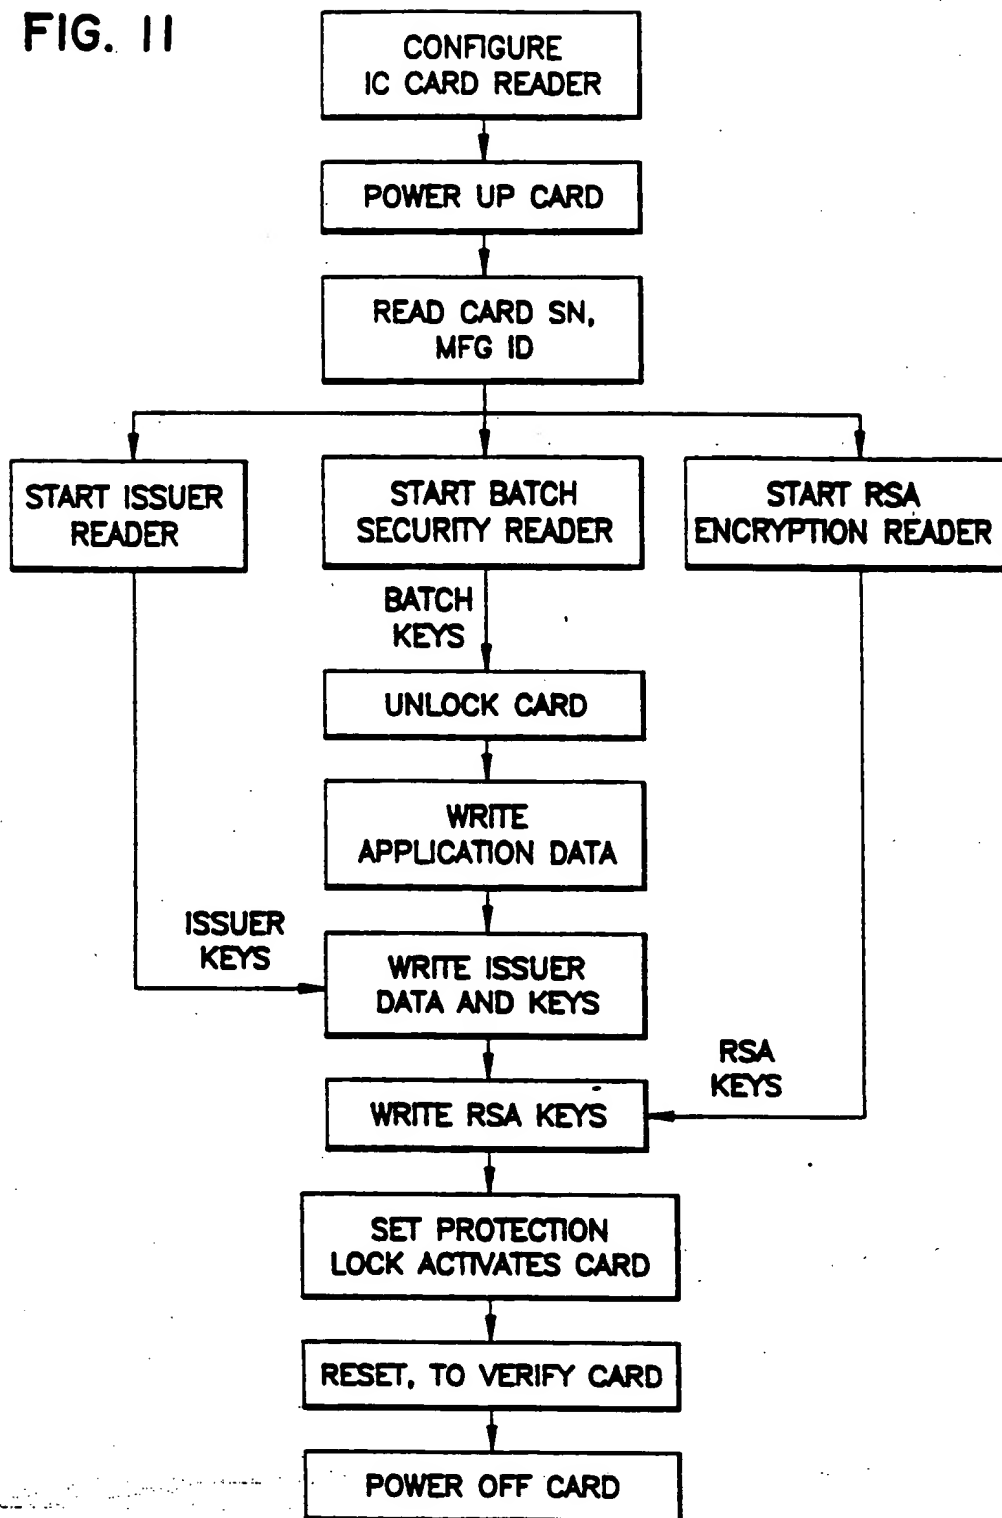 FIG. 11
CONFIGURE
IC CARD READER
POWER UP CARD
READ CARD SN,
MFG ID
START ISSUER
READER
START BATCH
SECURITY READER
START RSA
ENCRYPTION READER
BATCH
KEYS
UNLOCK CARD
WRITE
APPLICATION DATA
ISSUER
KEYS
WRITE ISSUER
DATA AND KEYS
RSA
KEYS
WRITE RSA KEYS
SET PROTECTION
LOCK ACTIVATES CARD
RESET, TO VERIFY CARD
POWER OFF CARD